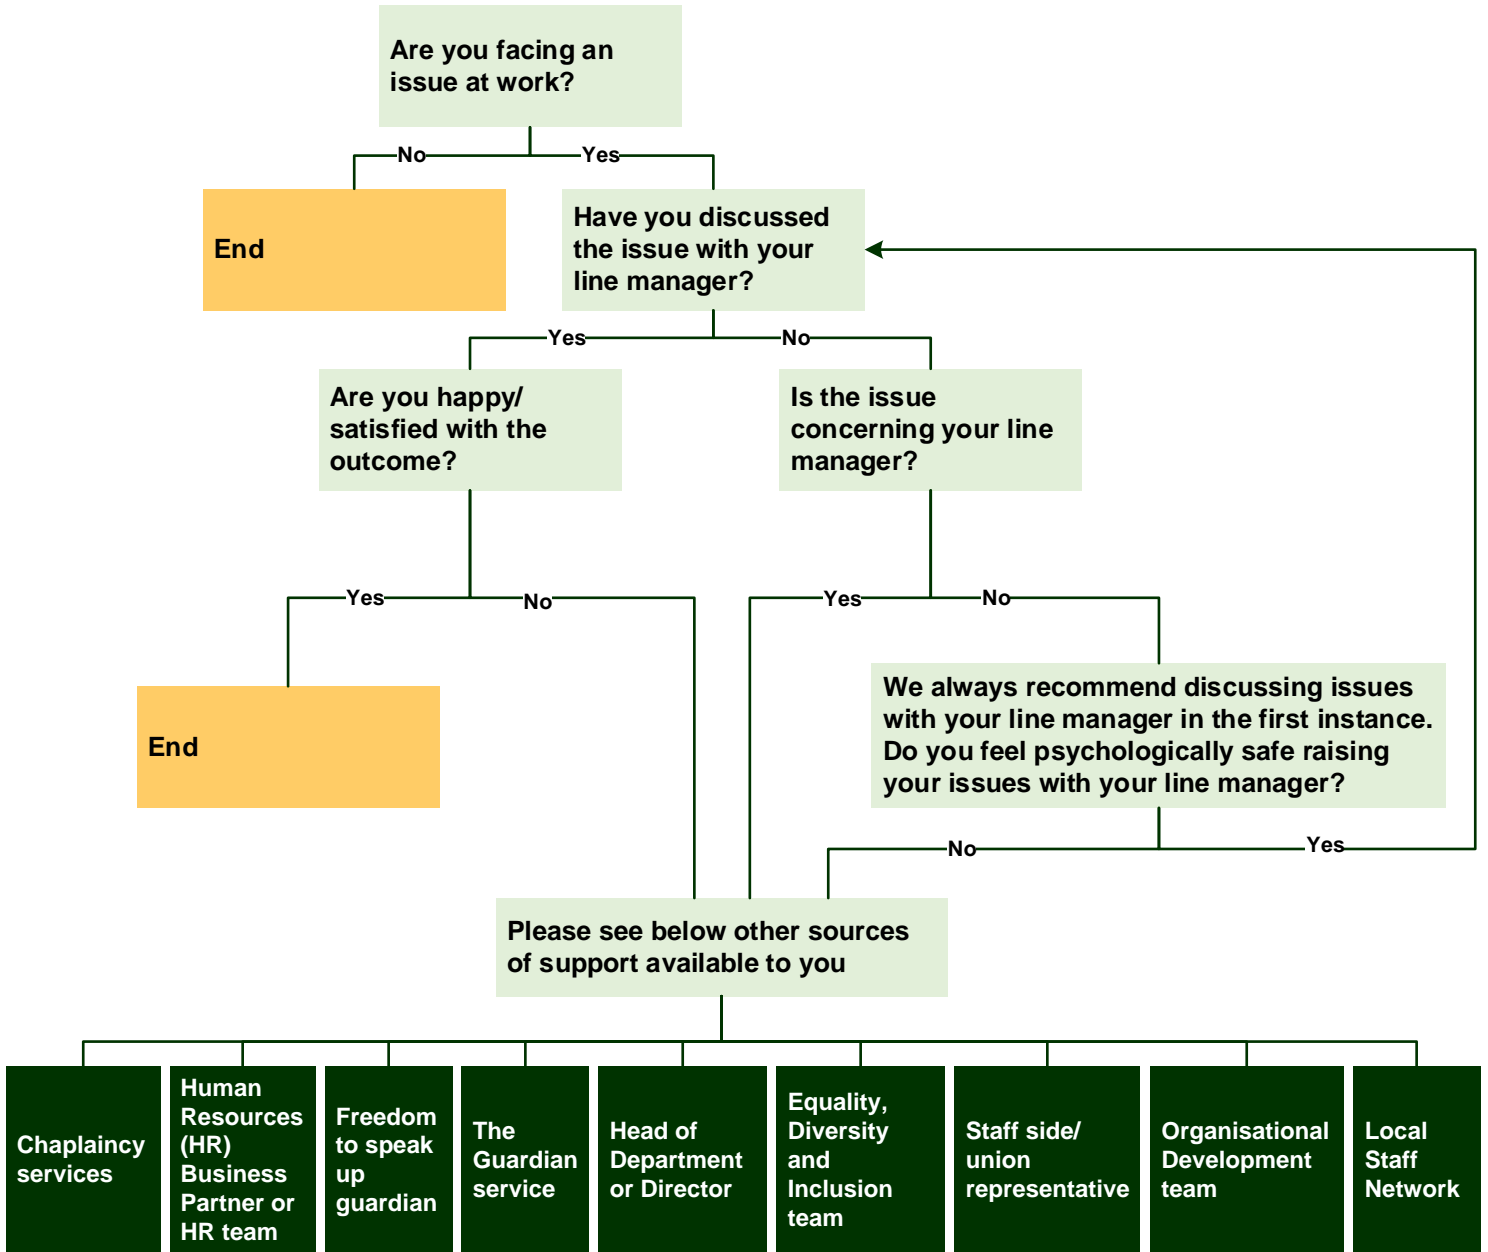 Are you facing an
issue at work?
No
Yes
End
Have you discussed
the issue with your
line manager?
Yes
No
Are you happy/
satisfied with the
outcome?
Is the issue
concerning your line
manager?
Yes
No
Yes
No
End
We always recommend discussing issues
with your line manager in the first instance.
Do you feel psychologically safe raising
your issues with your line manager?
No
Yes
Please see below other sources
of support available to you
Chaplaincy
services
Human
Resources
(HR)
Business
Partner or
HR team
Freedom
to speak
up
guardian
The
Guardian
service
Head of
Department
or Director
Equality,
Diversity
and
Inclusion
team
Staff side/
union
representative
Organisational
Development
team
Local
Staff
Network